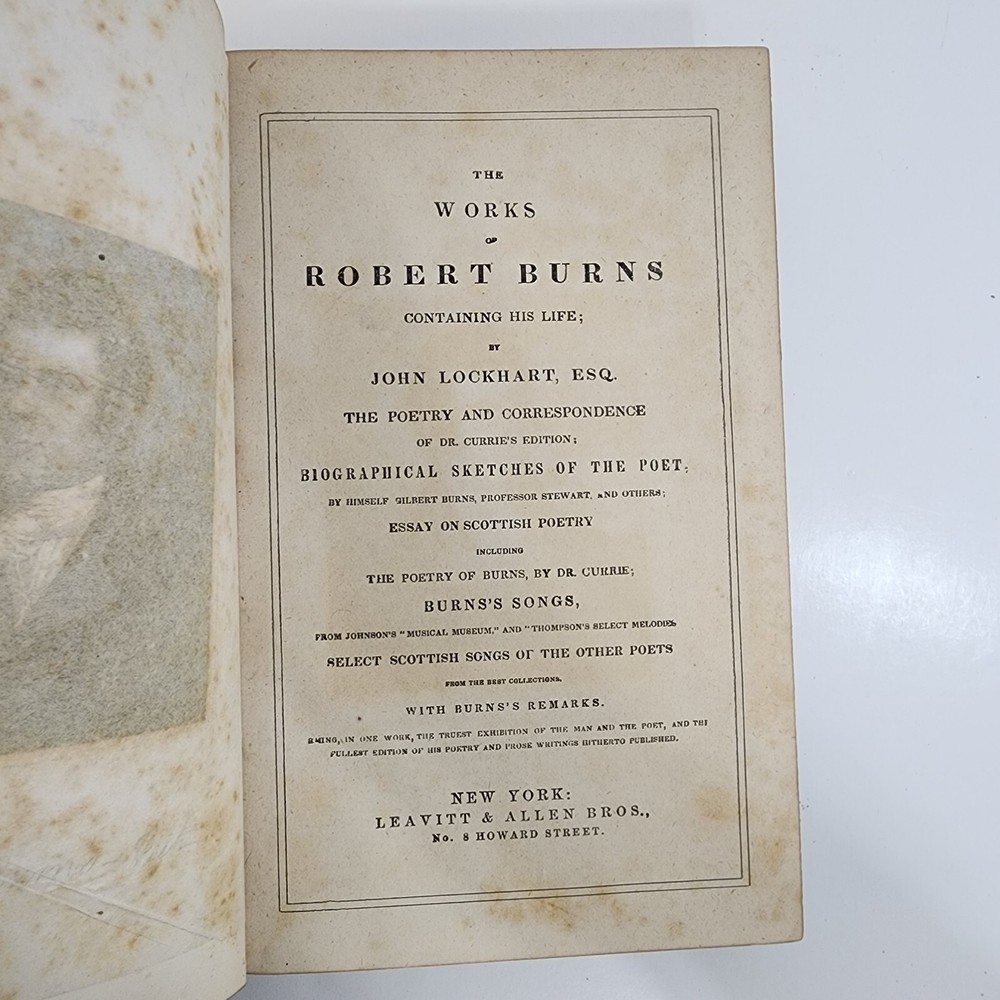 THE
WORKS
OF
ROBERT BURNS
CONTAINING HIS LIFE;
BY
JOHN LOCKHART, ESQ.
THE POETRY AND CORRESPONDENCE
OF DR. CURRIE'S EDITION;
BIOGRAPHICAL SKETCHES OF THE POET;
BY HIMSELF GILBERT BURNS, PROFESSOR STEWART, AND OTHERS;
ESSAY ON SCOTTISH POETRY
INCLUDING
THE POETRY OF BURNS, BY DR. CURRIE;
BURNS'S SONGS,
FROM JOHNSON'S "MUSICAL MUSEUM," AND "THOMPSON'S SELECT MELODIES
SELECT SCOTTISH SONGS OF THE OTHER POETS
FROM THE BEST COLLECTIONS,
WITH BURNS'S REMARKS.
RMING, IN ONE WORK, THE TRUEST EXHIBITION OF THE MAN AND THE POET, AND THE
FULLEST EDITION OF HIS POETRY AND PROSE WRITINGS HITHERTO PUBLISHED.
NEW YORK:
LEAVITT & ALLEN BROS.,
No. 8 HOWARD STREET.